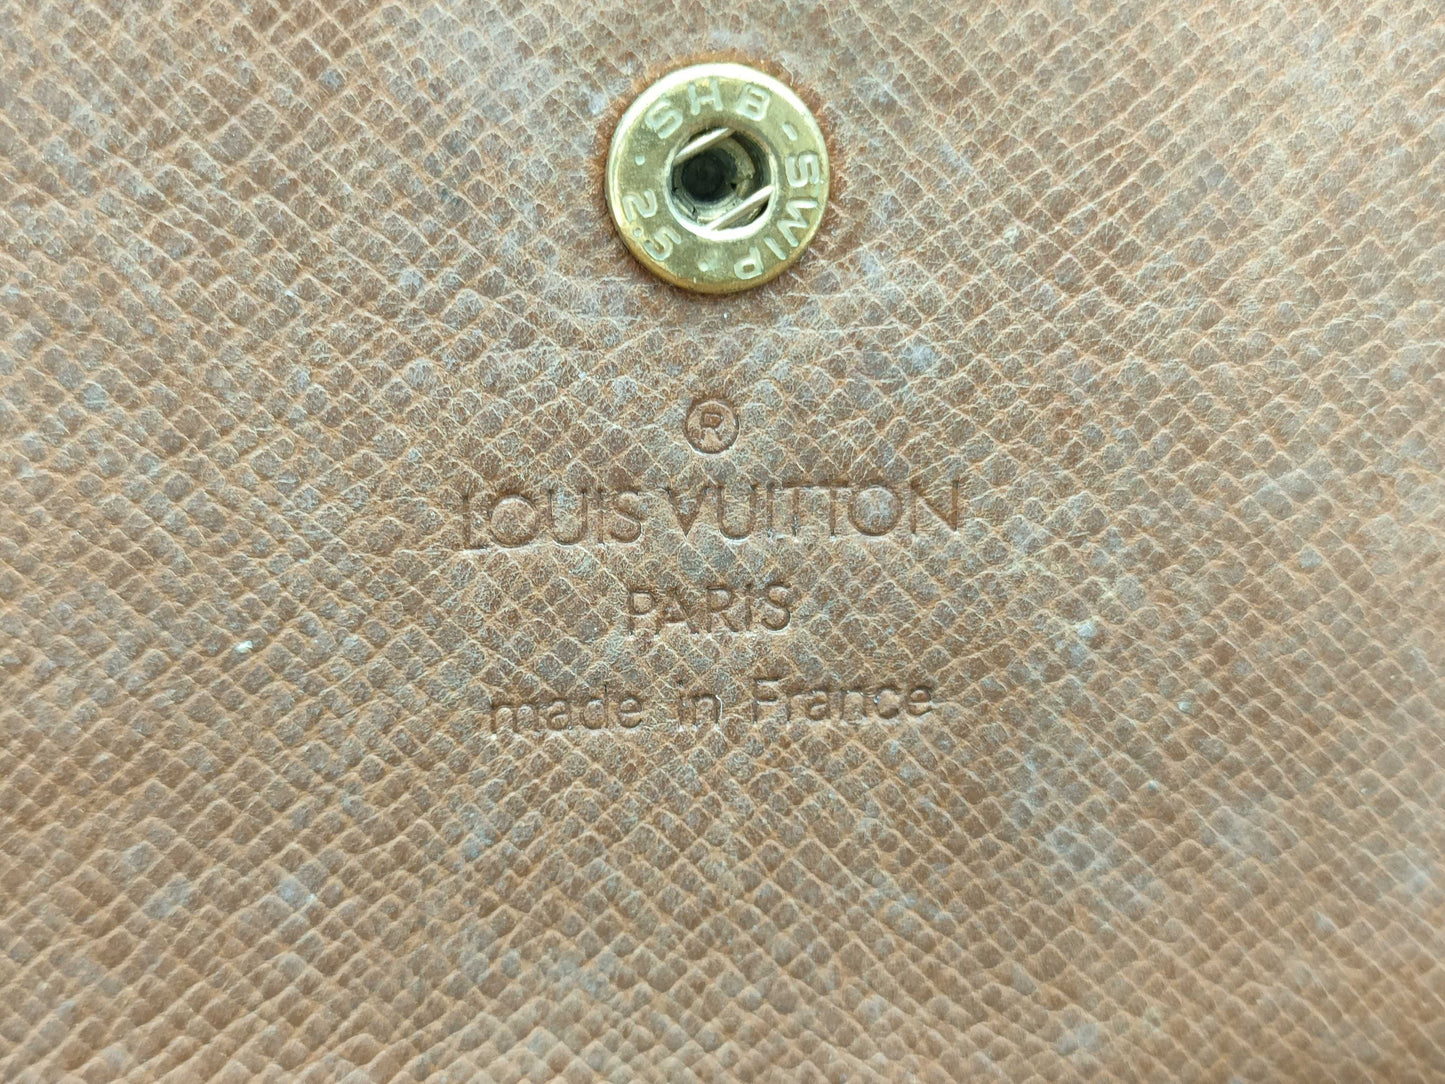 SHB - SWIP · 2.5 ·
®
LOUIS VUITTON
PARIS
made in France